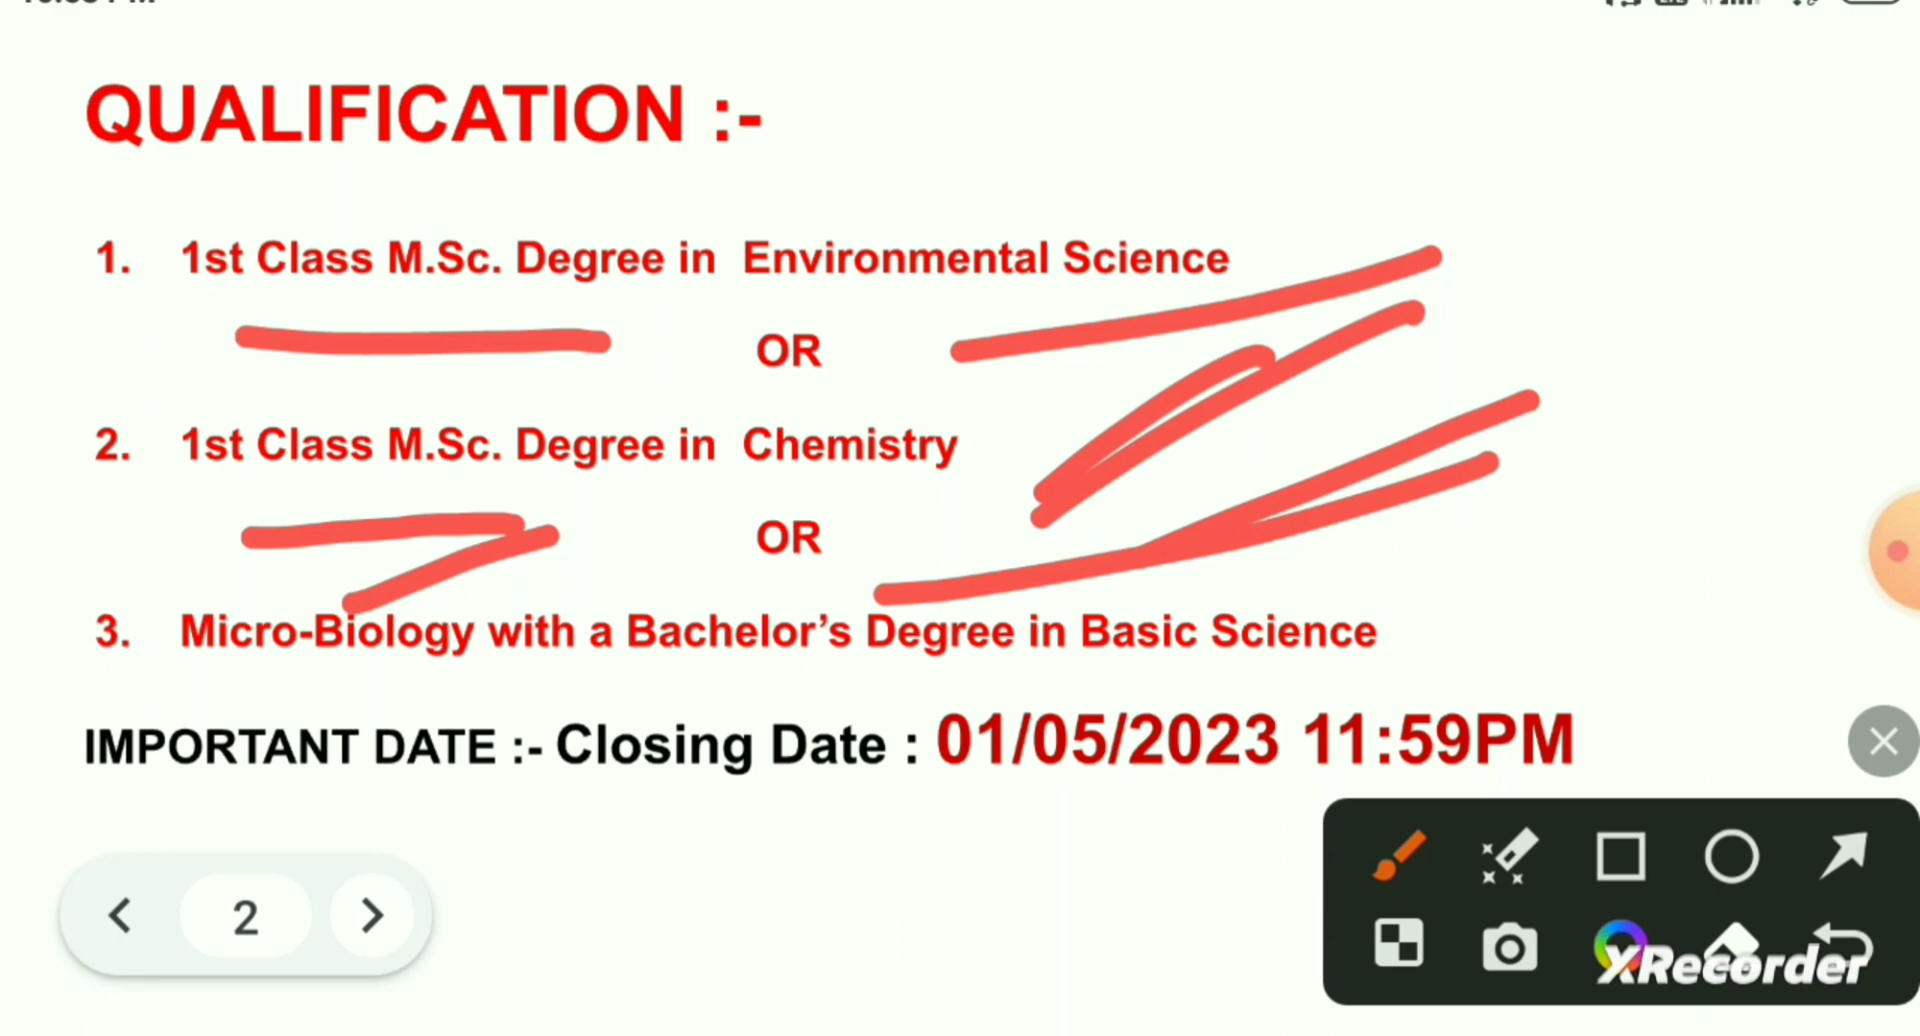 QUALIFICATION :-
1. 1st Class M.Sc. Degree in Environmental Science
OR
2. 1st Class M.Sc. Degree in Chemistry
OR
3. Micro-Biology with a Bachelor’s Degree in Basic Science
IMPORTANT DATE :- Closing Date : 01/05/2023 11:59PM
2
XRecorder